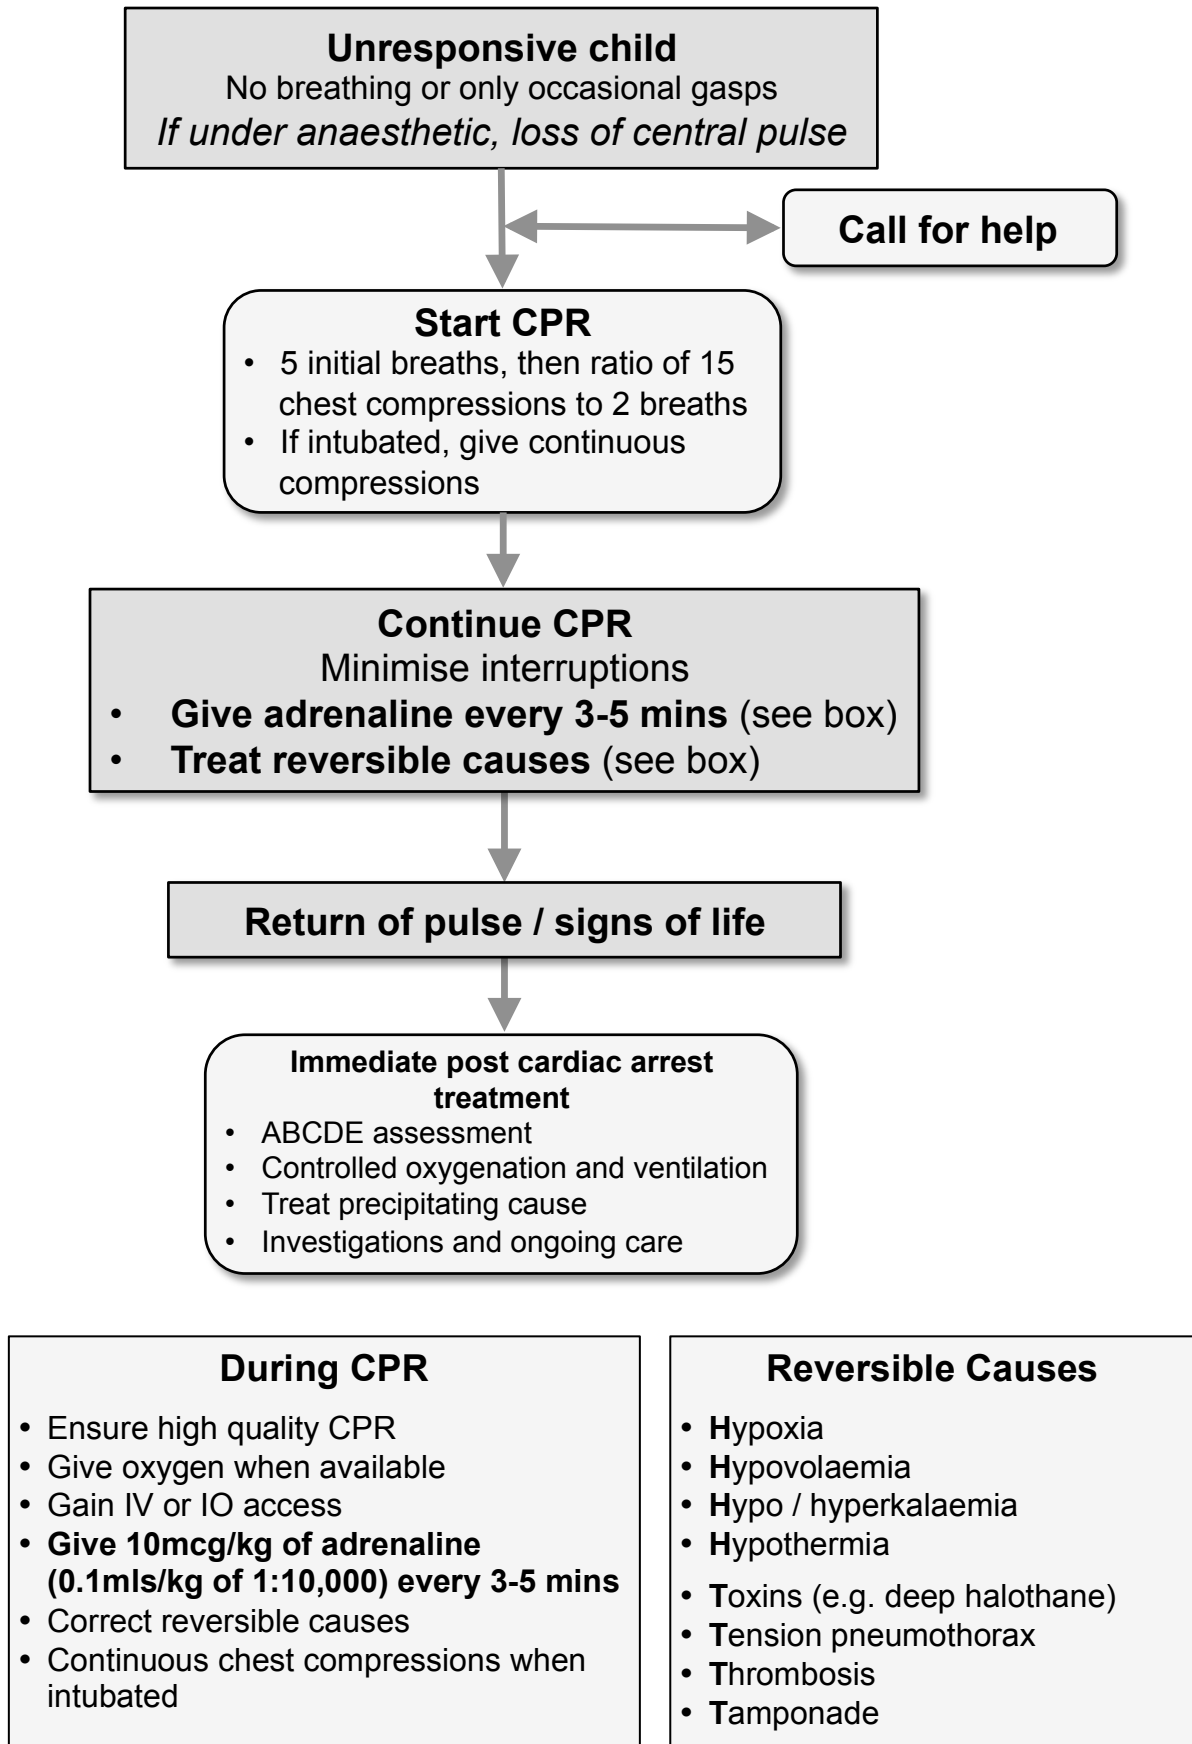 Unresponsive child
No breathing or only occasional gasps
If under anaesthetic, loss of central pulse
Call for help
Start CPR
• 5 initial breaths, then ratio of 15
chest compressions to 2 breaths
• If intubated, give continuous
compressions
Continue CPR
Minimise interruptions
• Give adrenaline every 3-5 mins (see box)
• Treat reversible causes (see box)
Return of pulse / signs of life
Immediate post cardiac arrest
treatment
• ABCDE assessment
• Controlled oxygenation and ventilation
• Treat precipitating cause
• Investigations and ongoing care
During CPR
• Ensure high quality CPR
• Give oxygen when available
• Gain IV or IO access
• Give 10mcg/kg of adrenaline
(0.1mls/kg of 1:10,000) every 3-5 mins
• Correct reversible causes
• Continuous chest compressions when
intubated
Reversible Causes
• Hypoxia
• Hypovolaemia
• Hypo / hyperkalaemia
• Hypothermia
• Toxins (e.g. deep halothane)
• Tension pneumothorax
• Thrombosis
• Tamponade